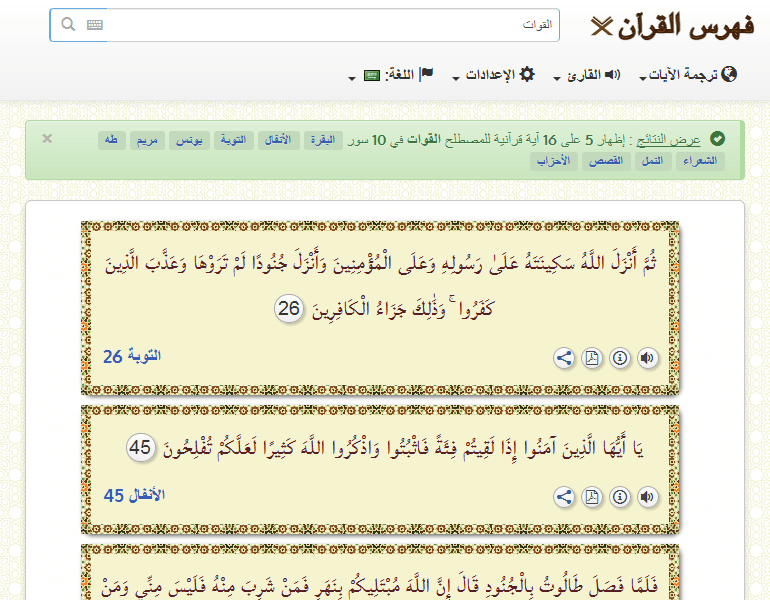 فهرس القرآن
القوات
ترجمة الآيات القارئ الإعدادات اللغة:
عرض النتائج : إظهار 5 على 16 آية قرآنية للمصطلح القوات في 10 سور البقرة الأنفال التوبة يونس مريم طه ×
الشعراء النمل القصص الأحزاب
ثُمَّ أَنْزَلَ اللَّهُ سَكِينَتَهُ عَلَىٰ رَسُولِهِ وَعَلَى الْمُؤْمِنِينَ وَأَنْزَلَ جُنُودًا لَمْ تَرَوْهَا وَعَذَّبَ الَّذِينَ
كَفَرُوا ۚ وَذَٰلِكَ جَزَاءُ الْكَافِرِينَ 26
التوبة 26
يَا أَيُّهَا الَّذِينَ آمَنُوا إِذَا لَقِيتُمْ فِئَةً فَاثْبُتُوا وَاذْكُرُوا اللَّهَ كَثِيرًا لَعَلَّكُمْ تُفْلِحُونَ 45
الأنفال 45
فَلَمَّا فَصَلَ طَالُوتُ بِالْجُنُودِ قَالَ إِنَّ اللَّهَ مُبْتَلِيكُمْ بِنَهَرٍ فَمَنْ شَرِبَ مِنْهُ فَلَيْسَ مِنِّي وَمَنْ